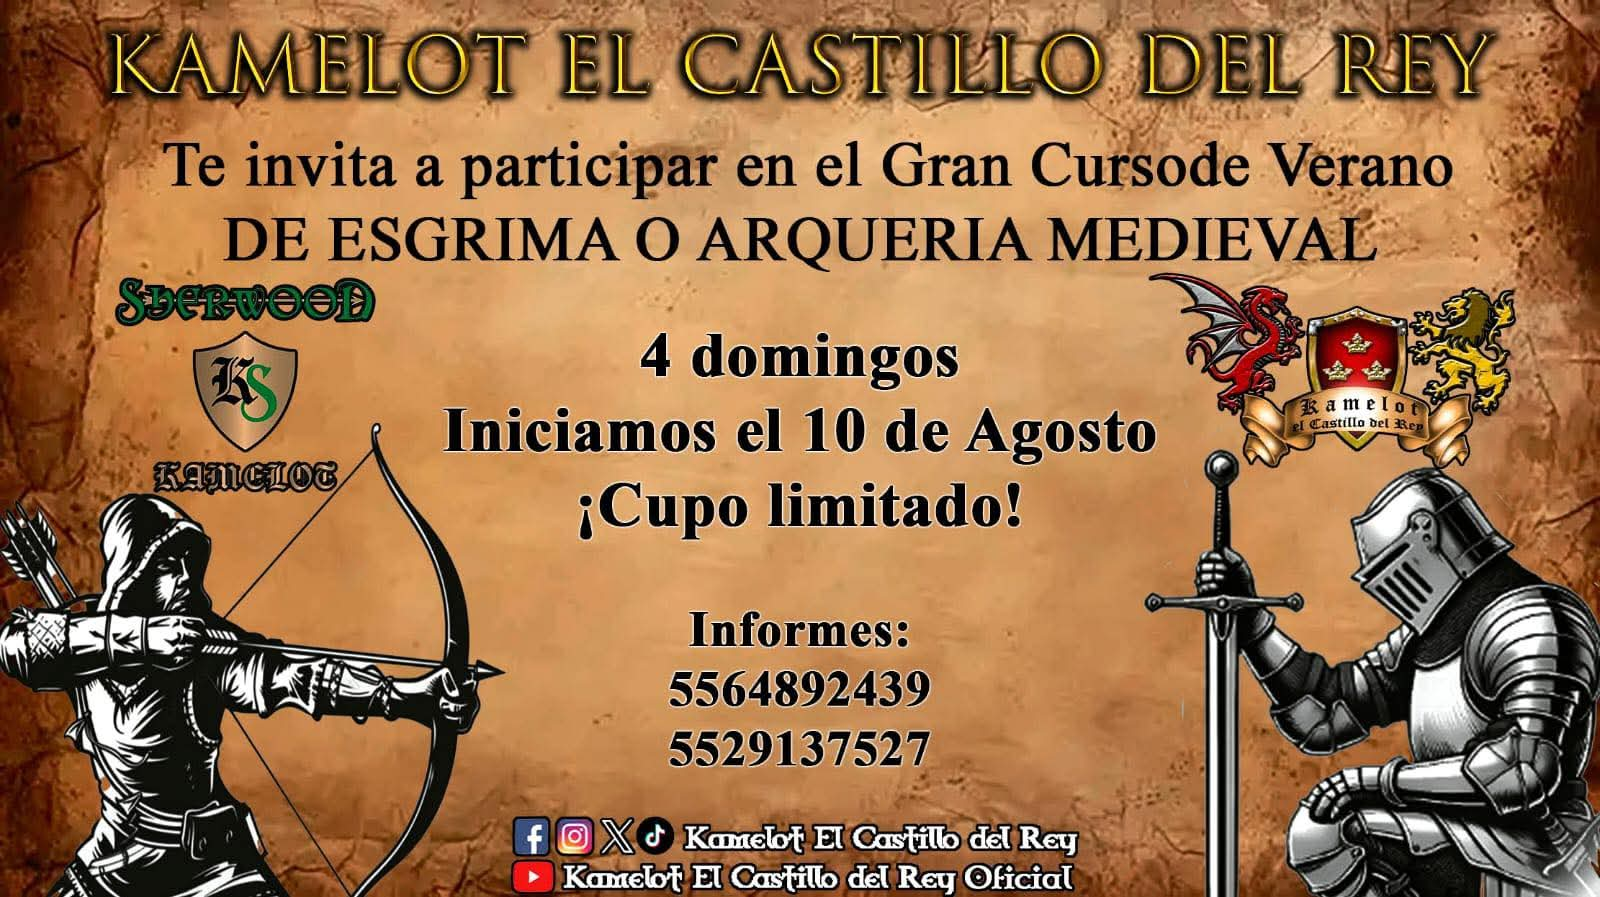 KAMELOT EL CASTILLO DEL REY
Te invita a participar en el Gran Cursode Verano
DE ESGRIMA O ARQUERIA MEDIEVAL
SHERWOOD
KS
KAMELOT
4 domingos
Iniciamos el 10 de Agosto
¡Cupo limitado!
Kamelot
el Castillo del Rey
Informes:
5564892439
5529137527
Kamelot El Castillo del Rey
Kamelot El Castillo del Rey Oficial